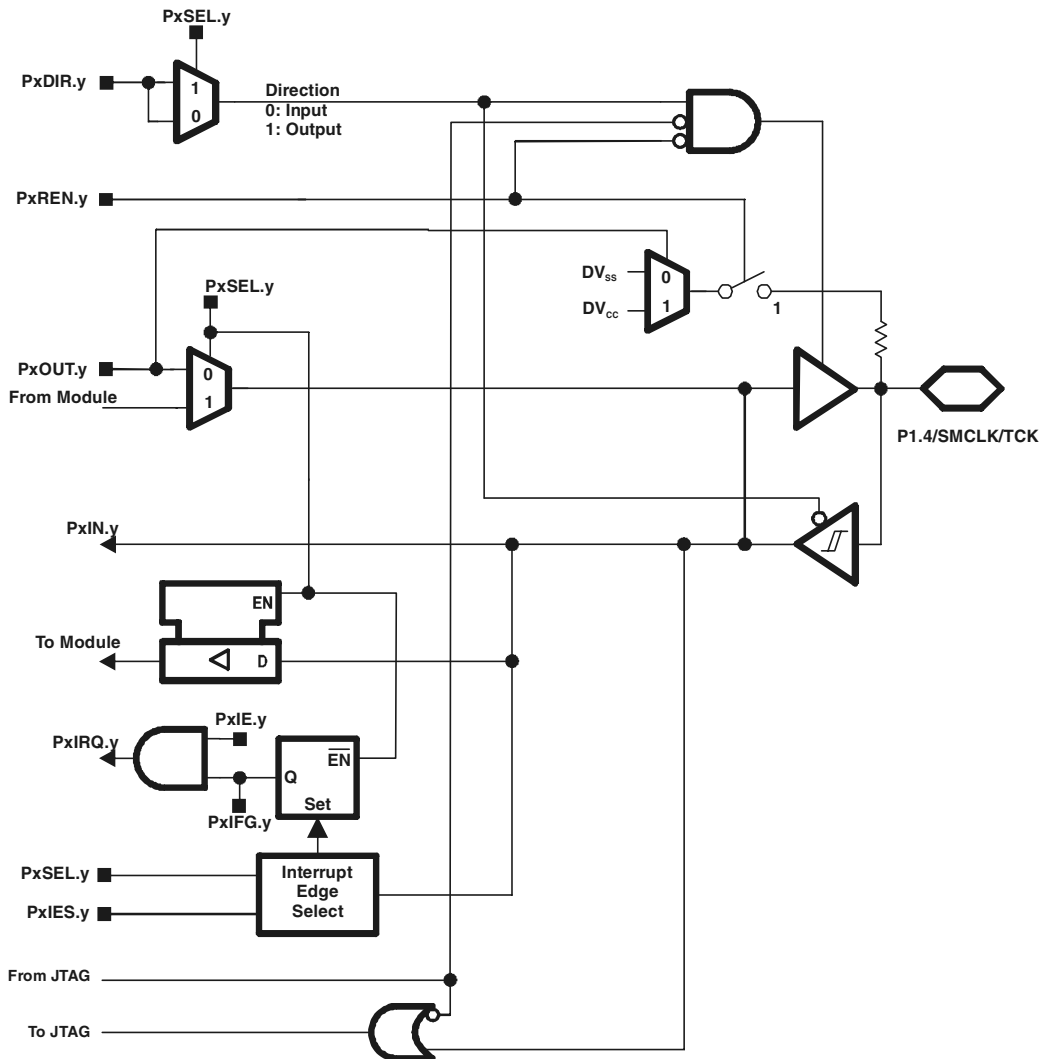 PxSEL.y
PxDIR.y
1
0
Direction
0: Input
1: Output
PxREN.y
DVss
0
DVcc
1
1
PxSEL.y
PxOUT.y
0
From Module
1
P1.4/SMCLK/TCK
PxIN.y
EN
To Module
D
PxIE.y
PxIRQ.y
EN
Q
Set
PxIFG.y
PxSEL.y
Interrupt
Edge
Select
PxIES.y
From JTAG
To JTAG